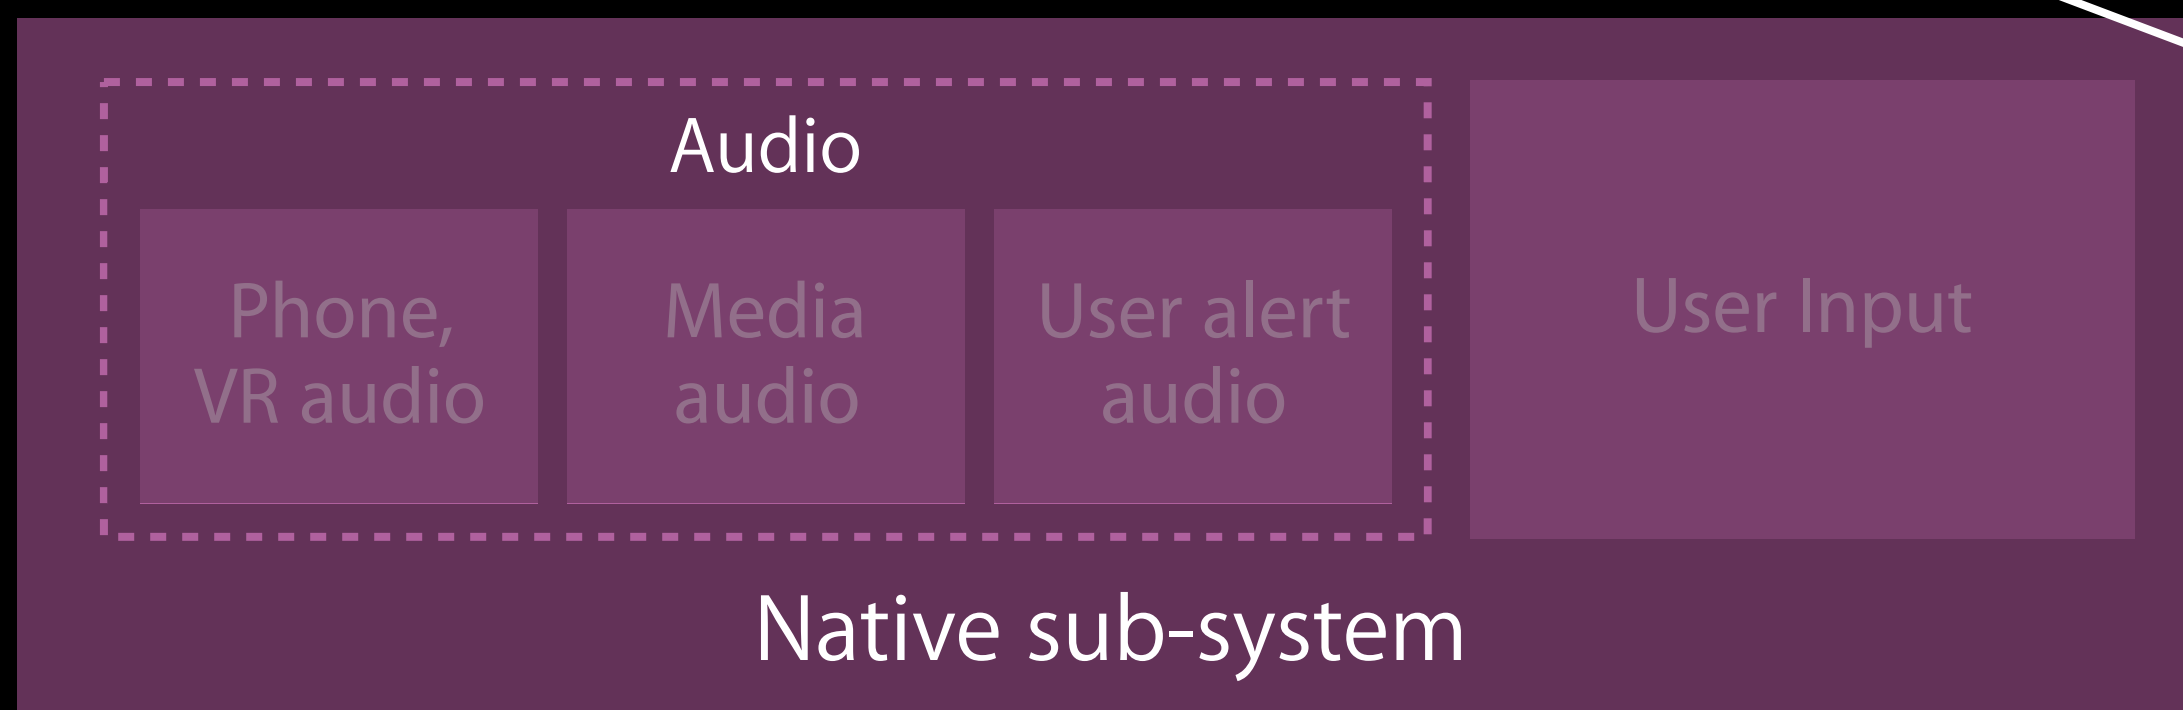 Audio
Phone,
VR audio
Media
audio
User alert
audio
User Input
Native sub-system